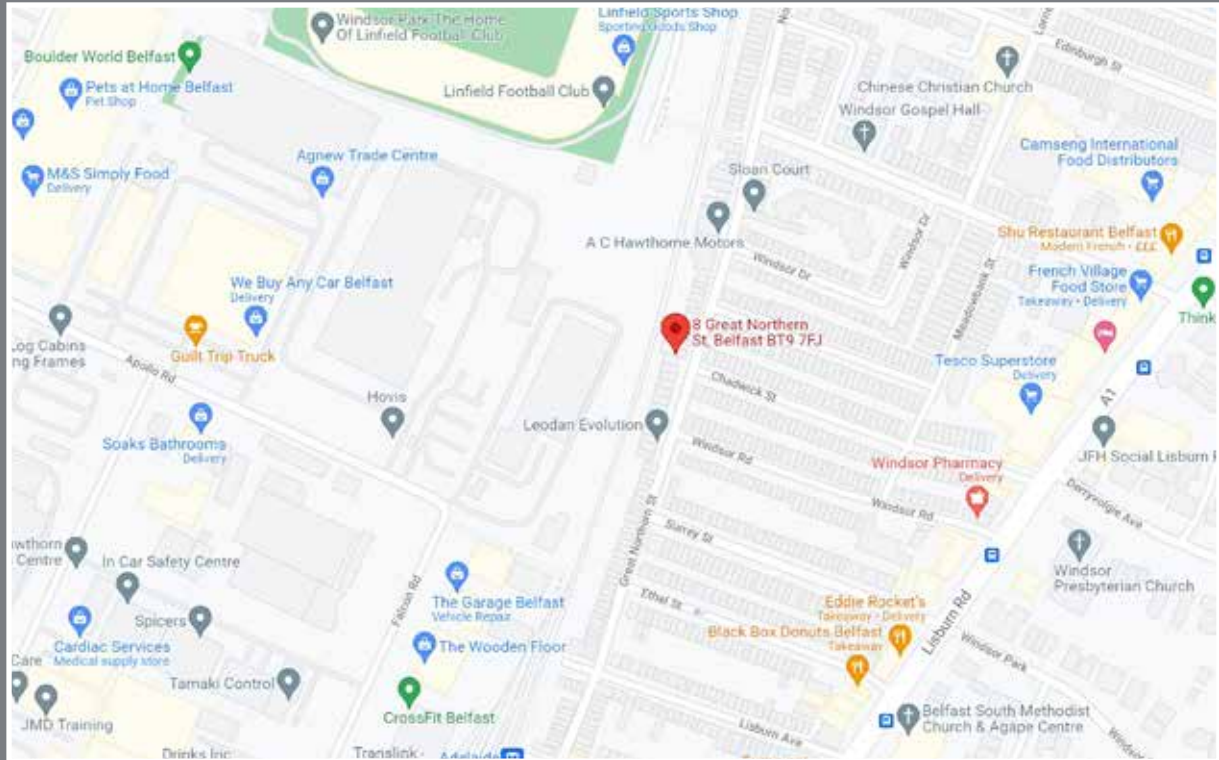 Windsor Park The Home
Of Linfield Football Club
Linfield Sports Shop
Sporting Goods Shop
Edinburgh St
Boulder World Belfast
Pets at Home Belfast
Pet Shop
Linfield Football Club
Chinese Christian Church
Windsor Gospel Hall
Agnew Trade Centre
Camseng International
Food Distributors
M&S Simply Food
Delivery
Sloan Court
A C Hawthorne Motors
Windsor Dr
Windsor Dr
Shu Restaurant Belfast
Modern French • £££
Meadowbank St
French Village
Food Store
Takeaway • Delivery
We Buy Any Car Belfast
Delivery
Think
8 Great Northern
St, Belfast BT9 7FJ
Log Cabins
ng Frames
Guilt Trip Truck
Apollo Rd
Tesco Superstore
Delivery
Chadwick St
A1
Hovis
Leodan Evolution
Soaks Bathrooms
Delivery
Windsor Rd
JFH Social Lisburn
Windsor Pharmacy
Delivery
Windsor Rd
Derryvolgie Ave
Great Northern St
Surrey St
wthorn
Centre
In Car Safety Centre
Windsor
Presbyterian Church
Ethel St
Falcon Rd
The Garage Belfast
Vehicle Repair
Eddie Rocket's
Takeaway • Delivery
Spicers
Black Box Donuts Belfast
Takeaway
Lisburn Rd
Cardiac Services
Medical supply store
The Wooden Floor
Windsor Park
Care
Tamaki Control
JMD Training
CrossFit Belfast
Belfast South Methodist
Church & Agape Centre
Lisburn Ave
Drinks Inc
Translink -
Adelaide
Windsor